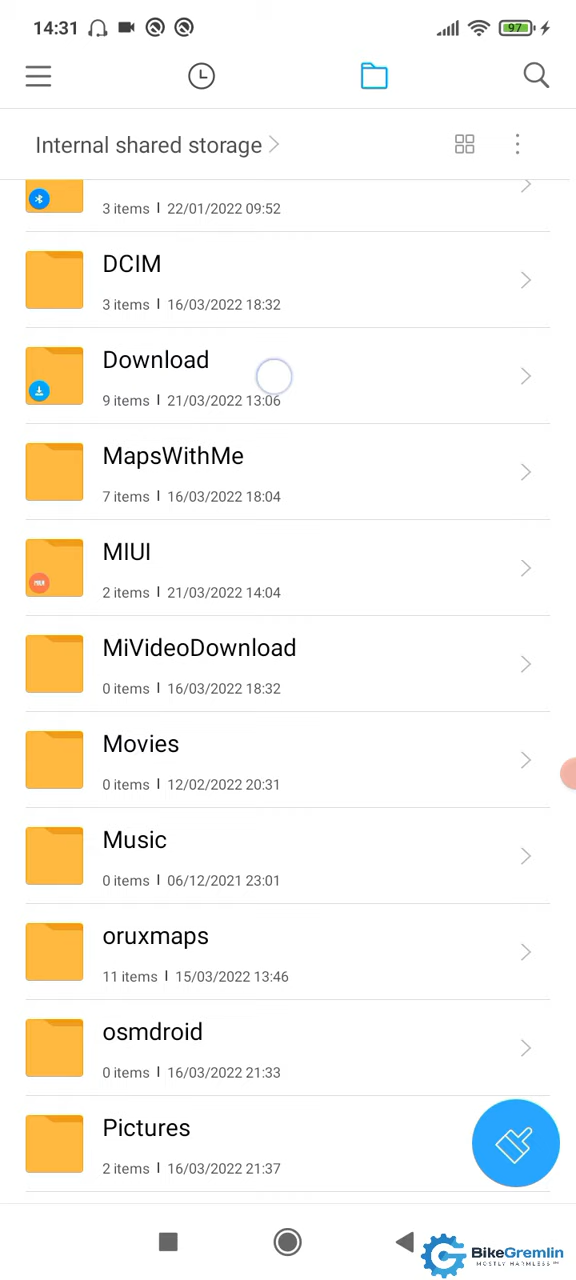 14:31
97
Internal shared storage
3 items | 22/01/2022 09:52
DCIM
3 items | 16/03/2022 18:32
Download
9 items | 21/03/2022 13:06
MapsWithMe
7 items | 16/03/2022 18:04
MIUI
2 items | 21/03/2022 14:04
MiVideoDownload
0 items | 16/03/2022 18:32
Movies
0 items | 12/02/2022 20:31
Music
0 items | 06/12/2021 23:01
oruxmaps
11 items | 15/03/2022 13:46
osmdroid
0 items | 16/03/2022 21:33
Pictures
2 items | 16/03/2022 21:37
BikeGremlin
MOSTLY HARMLESS